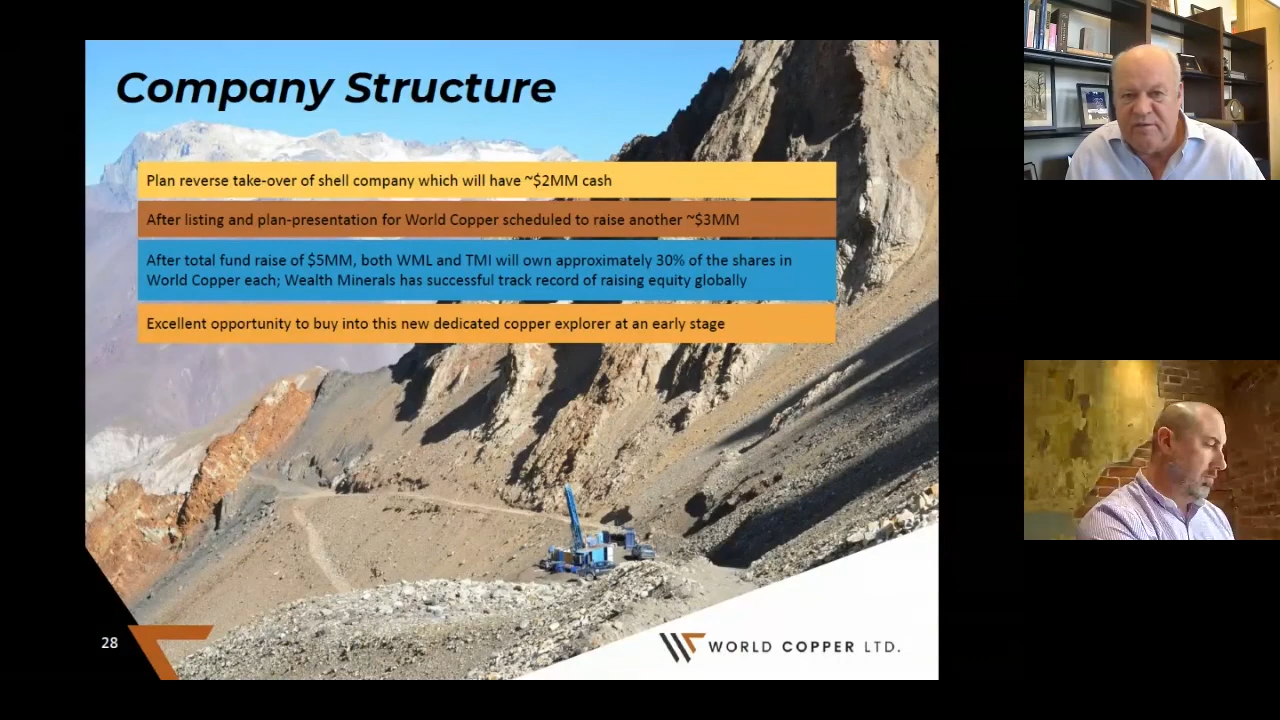 Company Structure
Plan reverse take-over of shell company which will have ~$2MM cash
After listing and plan-presentation for World Copper scheduled to raise another ~$3MM
After total fund raise of $5MM, both WML and TMI will own approximately 30% of the shares in
World Copper each; Wealth Minerals has successful track record of raising equity globally
Excellent opportunity to buy into this new dedicated copper explorer at an early stage
28
WORLD COPPER LTD.